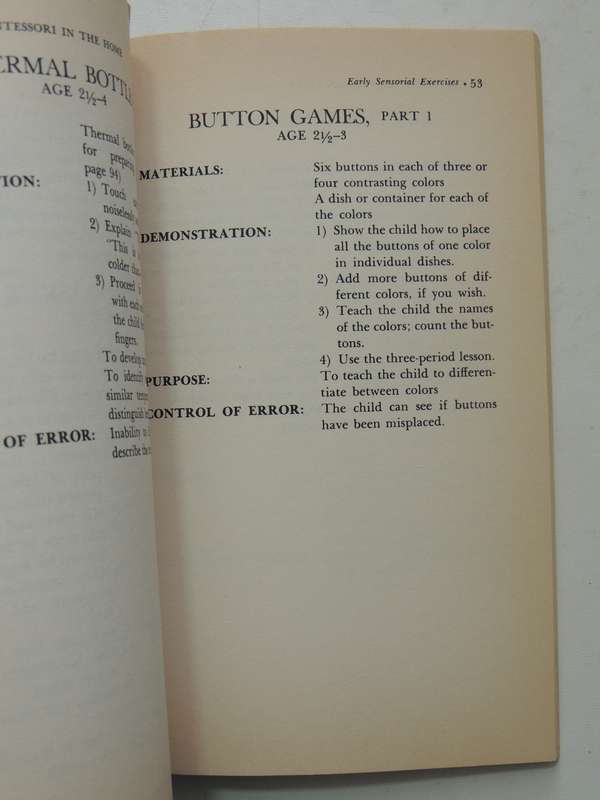 MONTESSORI IN THE HOME
THERMAL BOTTLES
AGE 2½–4
Thermal
for
page 94)
1) Touch
2) Explain
"This is
colder
3) Proceed
with each
the child
fingers.
To develop
To identify
similar
distinguish
OF ERROR: Inability to
describe the
Early Sensorial Exercises • 53
BUTTON GAMES, PART 1
AGE 2½–3
MATERIALS: Six buttons in each of three or
four contrasting colors
A dish or container for each of
the colors
DEMONSTRATION: 1) Show the child how to place
all the buttons of one color
in individual dishes.
2) Add more buttons of dif-
ferent colors, if you wish.
3) Teach the child the names
of the colors; count the but-
tons.
4) Use the three-period lesson.
PURPOSE: To teach the child to differen-
tiate between colors
CONTROL OF ERROR: The child can see if buttons
have been misplaced.